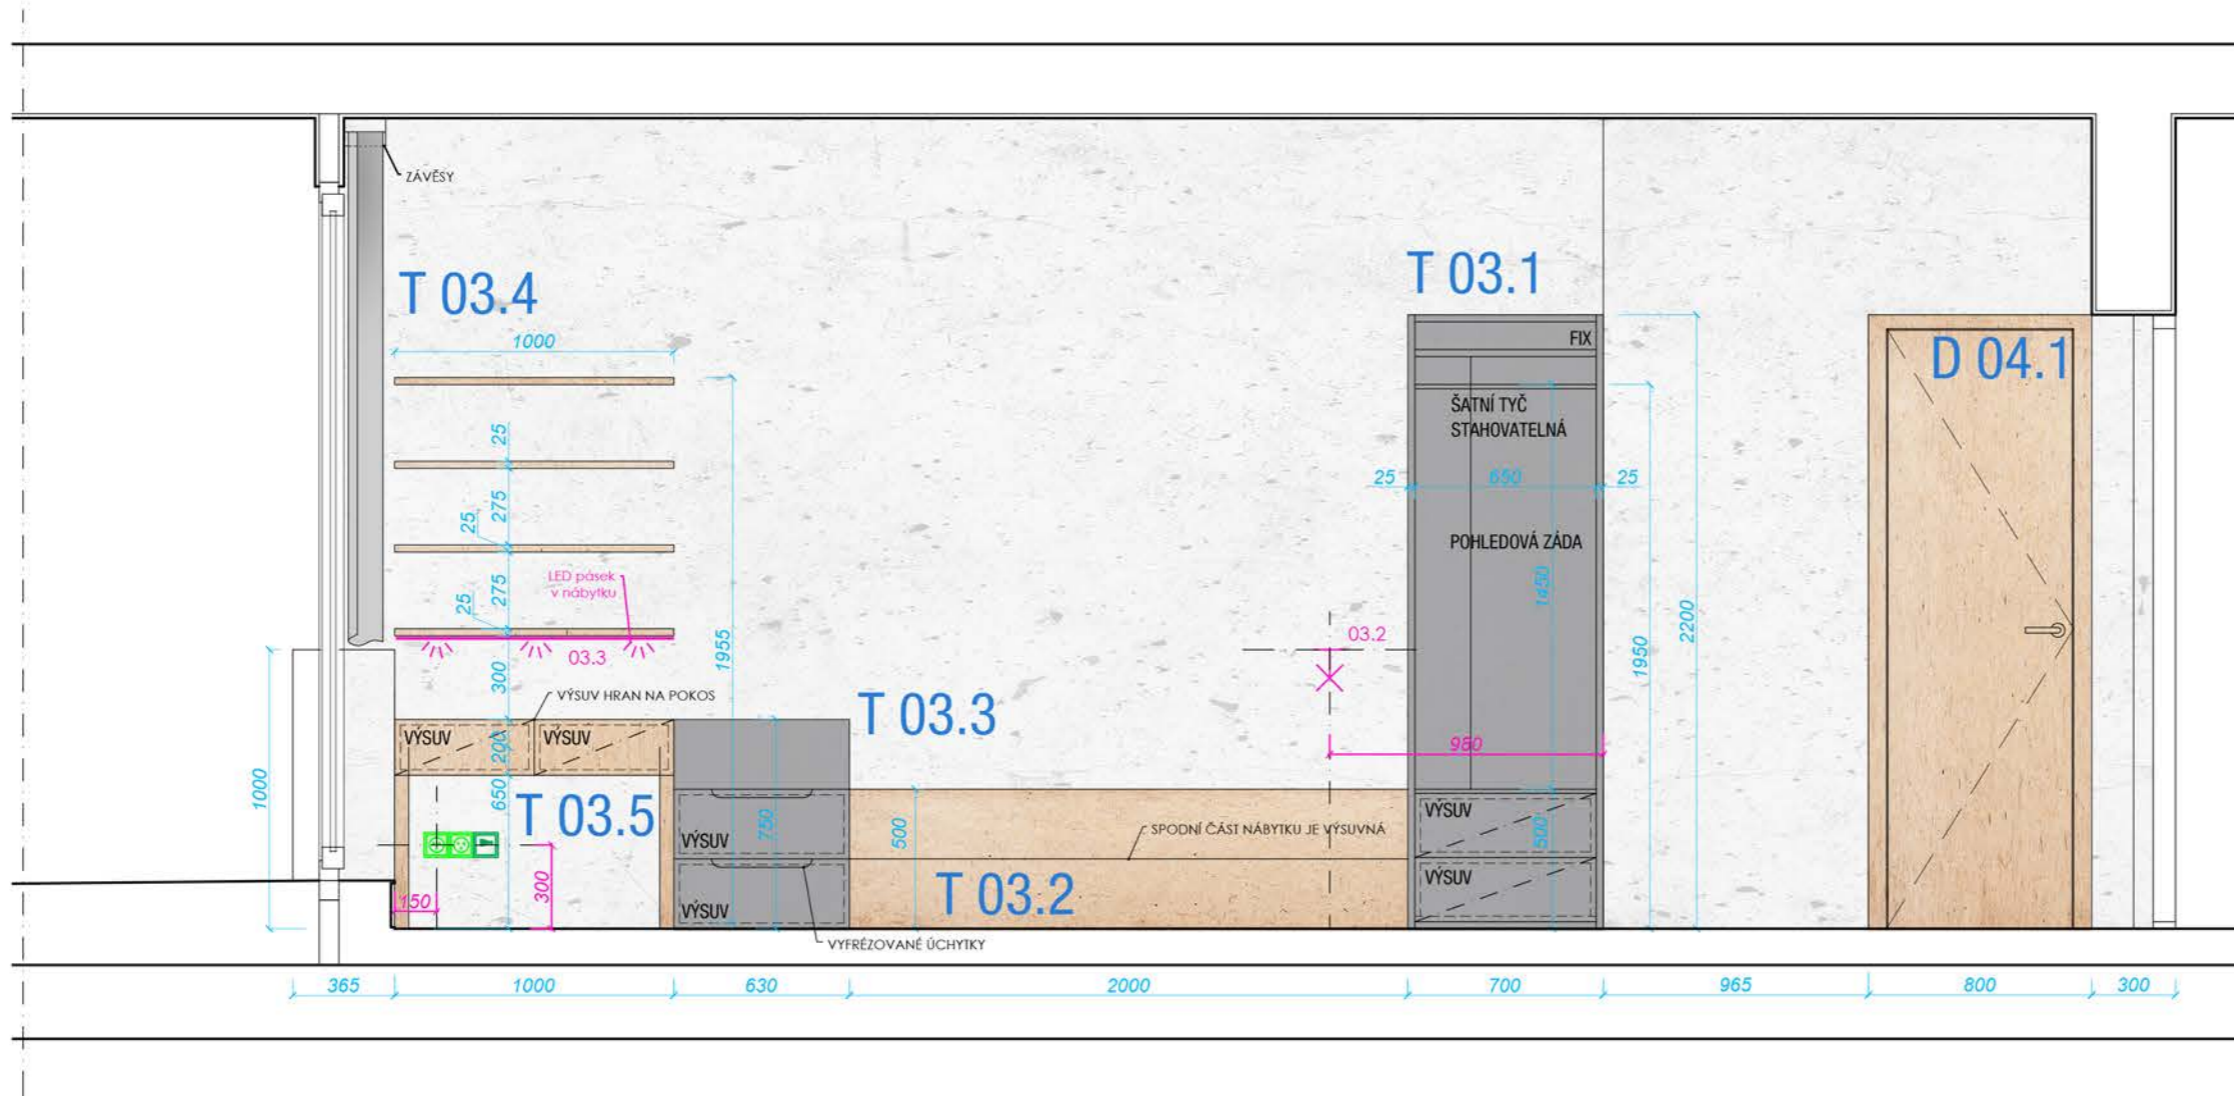 ZÁVĚSY
T 03.4
T 03.1
1000
FIX
D 04.1
ŠATNÍ TYČ
STAHOVATELNÁ
25
25
650
25
275
25
POHLEDOVÁ ZÁDA
LED pásek
v nábytku
275
25
1450
2200
03.3
03.2
1955
1950
300
VÝSUV HRAN NA POKOS
T 03.3
VÝSUV
VÝSUV
200
980
1000
650
T 03.5
750
500
VÝSUV
SPODNÍ ČÁST NÁBYTKU JE VÝSUVNÁ
VÝSUV
500
150
300
VÝSUV
T 03.2
VÝSUV
VYFRÉZOVANÉ ÚCHYTKY
365
1000
630
2000
700
965
800
300